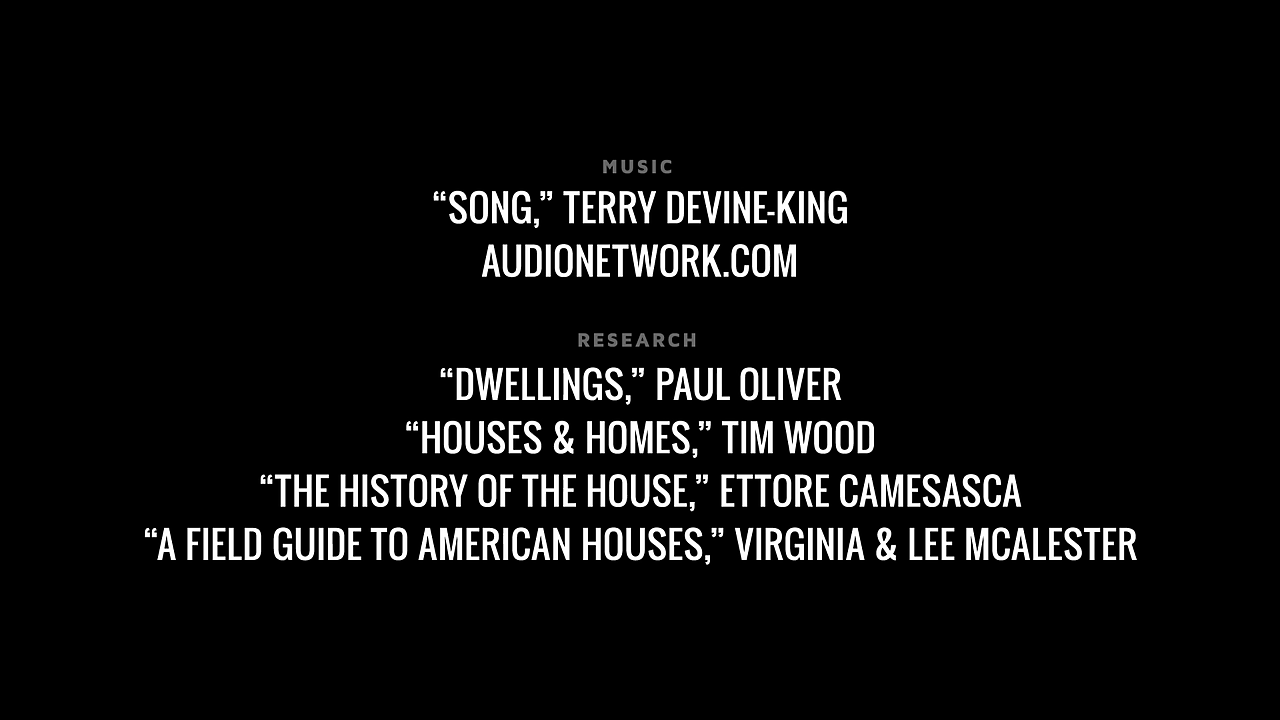 MUSIC
“SONG,” TERRY DEVINE-KING
AUDIONETWORK.COM
RESEARCH
“DWELLINGS,” PAUL OLIVER
“HOUSES & HOMES,” TIM WOOD
“THE HISTORY OF THE HOUSE,” ETTORE CAMESASCA
“A FIELD GUIDE TO AMERICAN HOUSES,” VIRGINIA & LEE MCALESTER